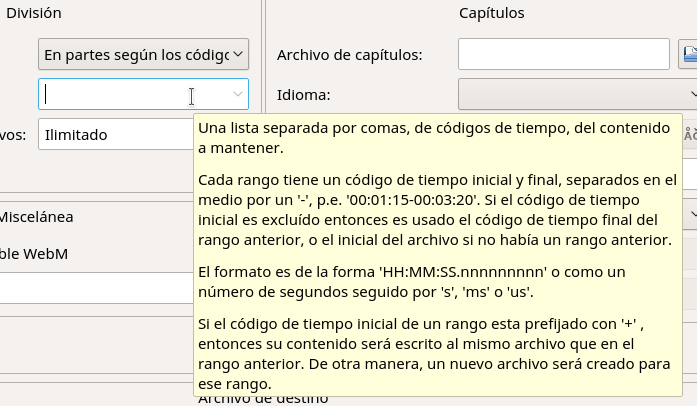 División
Capítulos
En partes según los códigc
Archivo de capítulos:
Idioma:
vos:
Ilimitado
Una lista separada por comas, de códigos de tiempo, del contenido
a mantener.
Cada rango tiene un código de tiempo inicial y final, separados en el
medio por un '-', p.e. '00:01:15-00:03:20'. Si el código de tiempo
inicial es excluído entonces es usado el código de tiempo final del
rango anterior, o el inicial del archivo si no había un rango anterior.
El formato es de la forma 'HH:MM:SS.nnnnnnnnn' o como un
número de segundos seguido por 's', 'ms' o 'us'.
Si el código de tiempo inicial de un rango esta prefijado con '+' ,
entonces su contenido será escrito al mismo archivo que en el
rango anterior. De otra manera, un nuevo archivo será creado para
ese rango.
Miscelánea
ble WebM
Archivo de destino